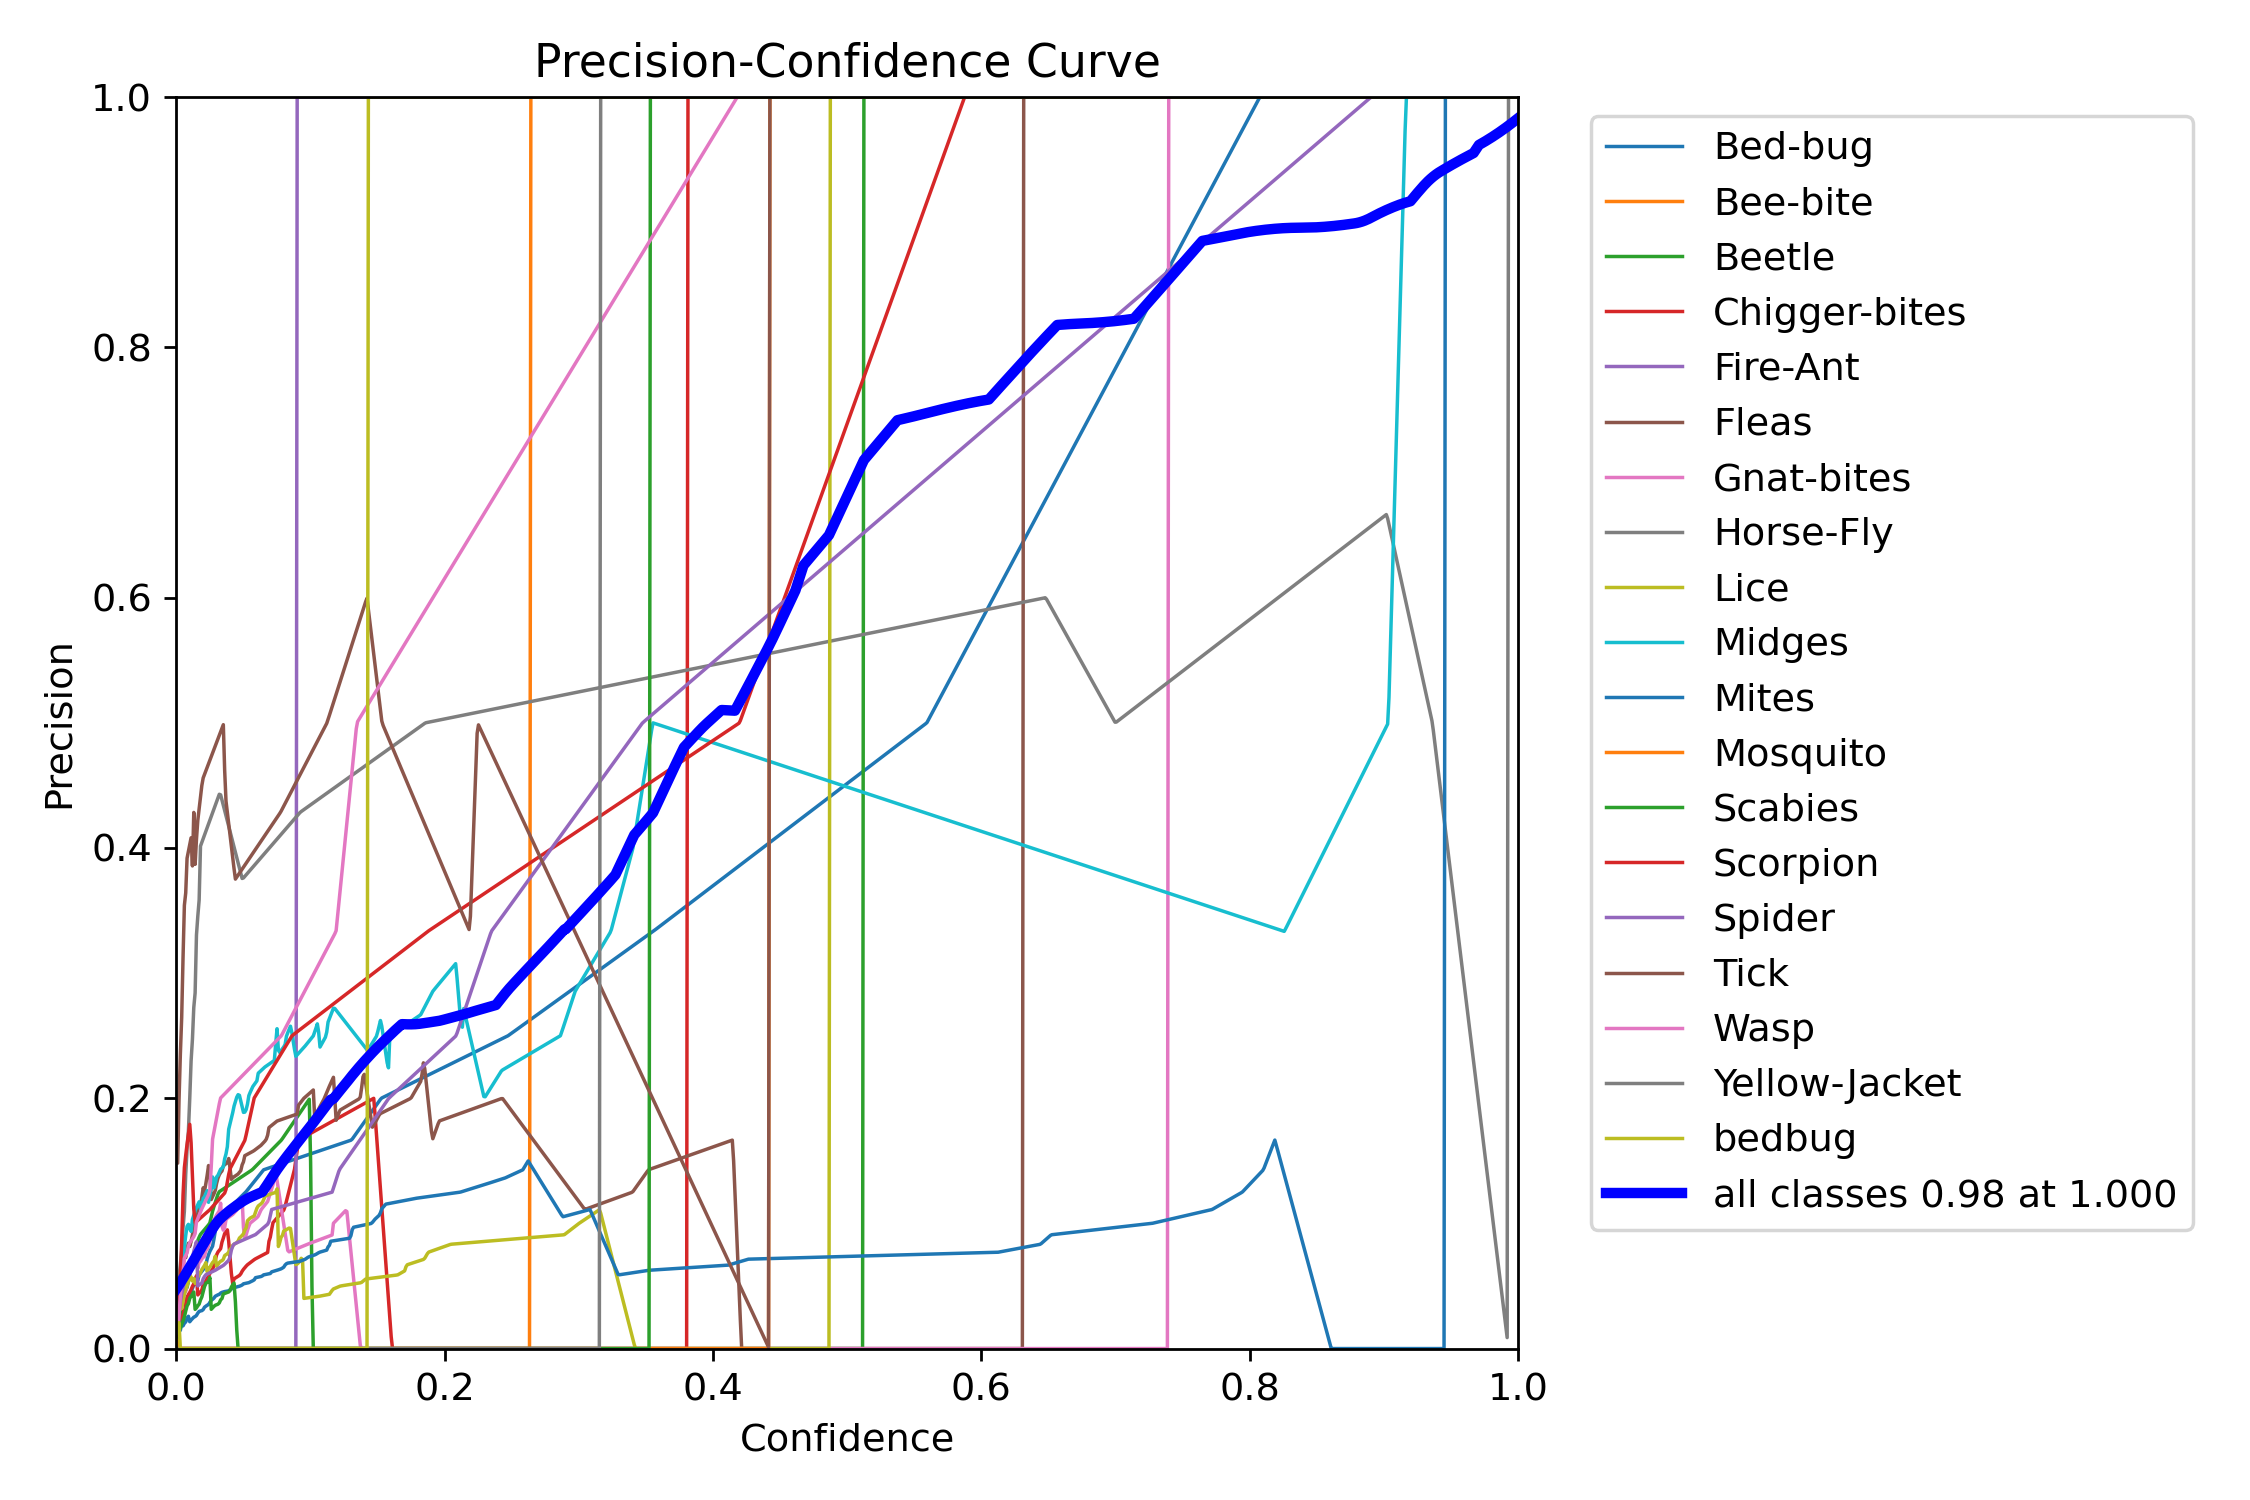 Precision-Confidence Curve
1.0
0.8
0.6
0.4
0.2
0.0
Precision
0.0
0.2
0.4
0.6
0.8
1.0
Confidence
Bed-bug
Bee-bite
Beetle
Chigger-bites
Fire-Ant
Fleas
Gnat-bites
Horse-Fly
Lice
Midges
Mites
Mosquito
Scabies
Scorpion
Spider
Tick
Wasp
Yellow-Jacket
bedbug
all classes 0.98 at 1.000